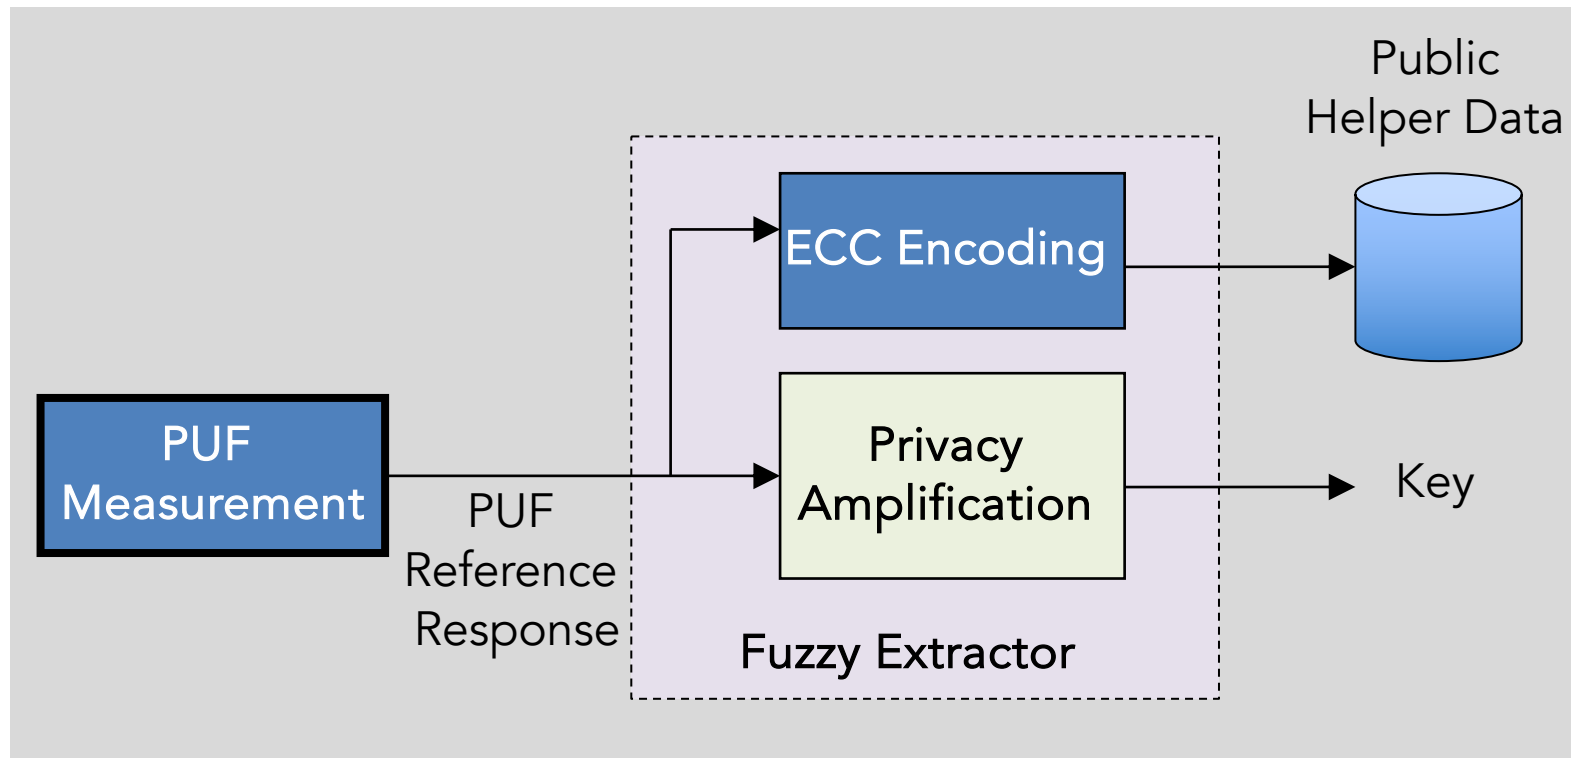 Public
Helper Data
ECC Encoding
PUF
Measurement
PUF
Reference
Response
Privacy
Amplification
Key
Fuzzy Extractor